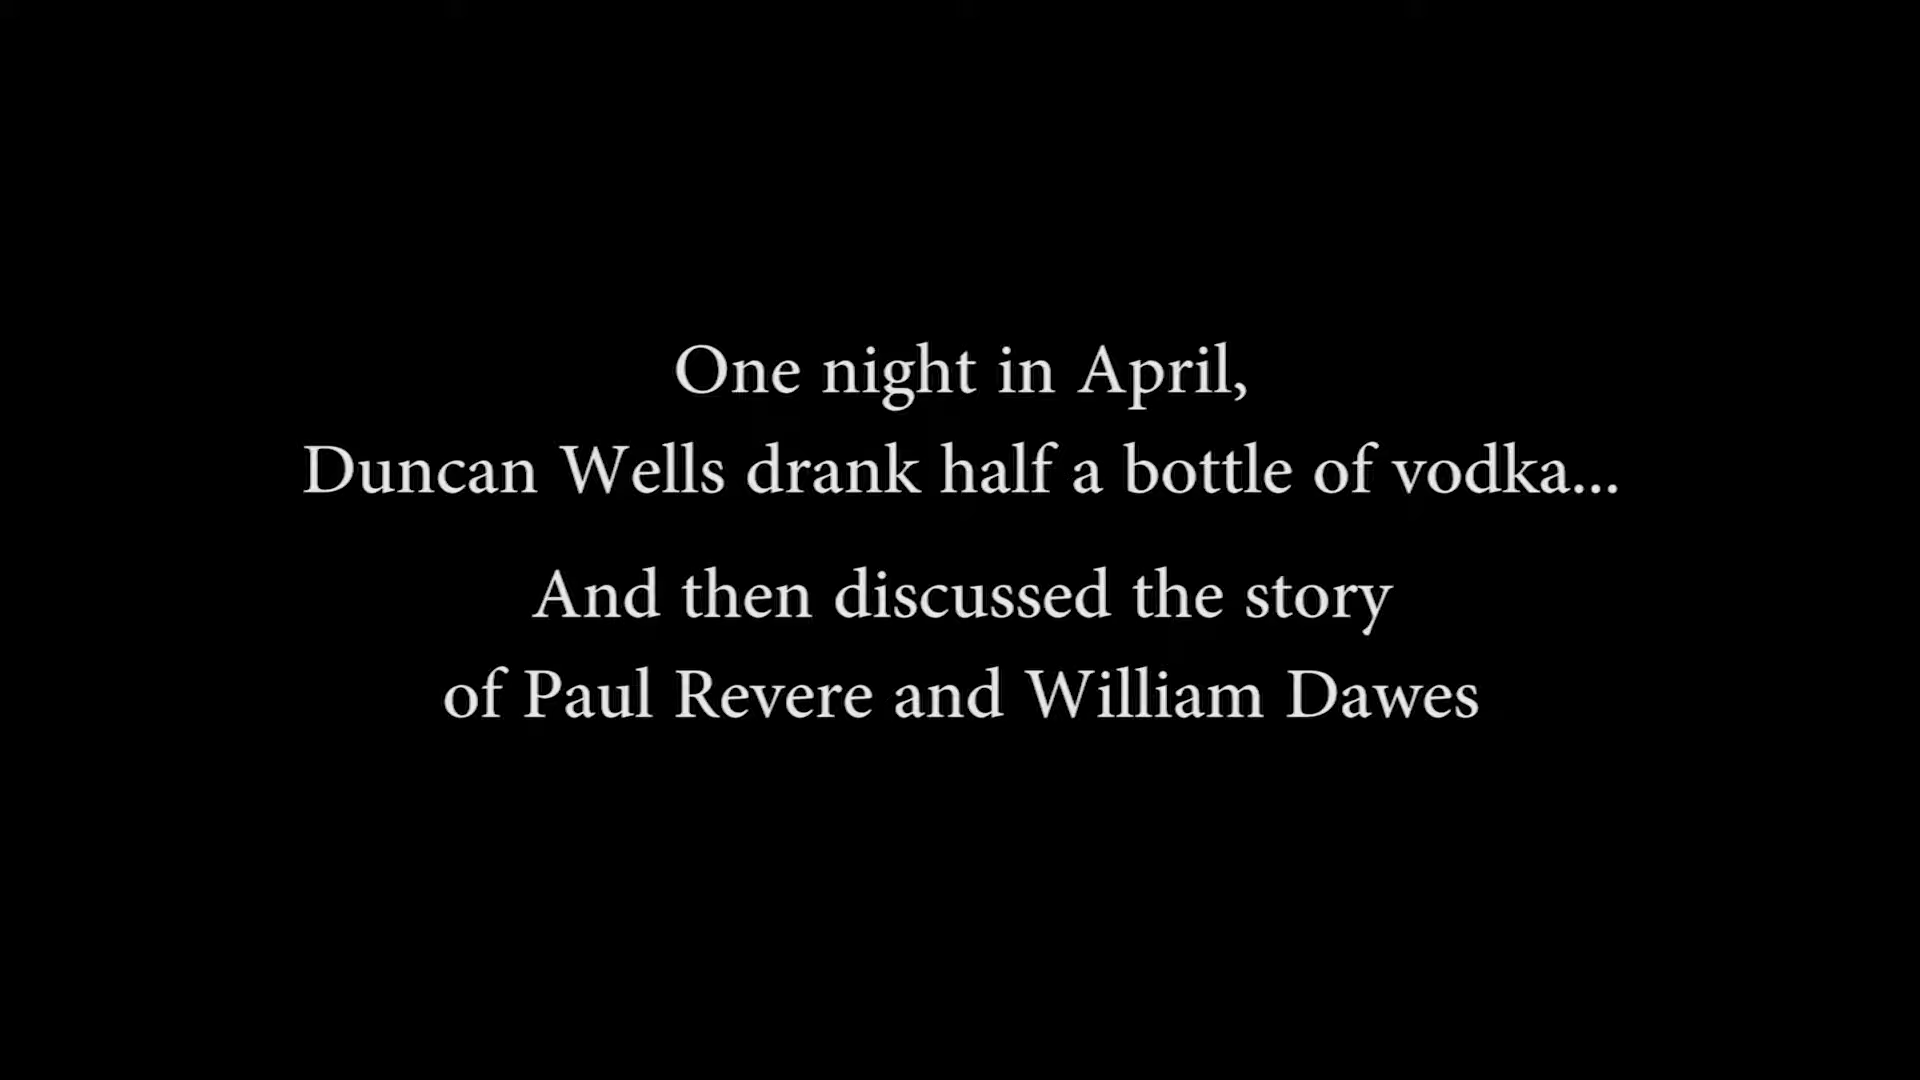 One night in April,
Duncan Wells drank half a bottle of vodka...
And then discussed the story
of Paul Revere and William Dawes